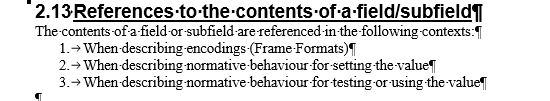 2.13 References to the contents of a field/subfield¶
The contents of a field or subfield are referenced in the following contexts:¶
1.→When describing encodings (Frame Formats)¶
2.→When describing normative behaviour for setting the value¶
3.→When describing normative behaviour for testing or using the value¶
¶